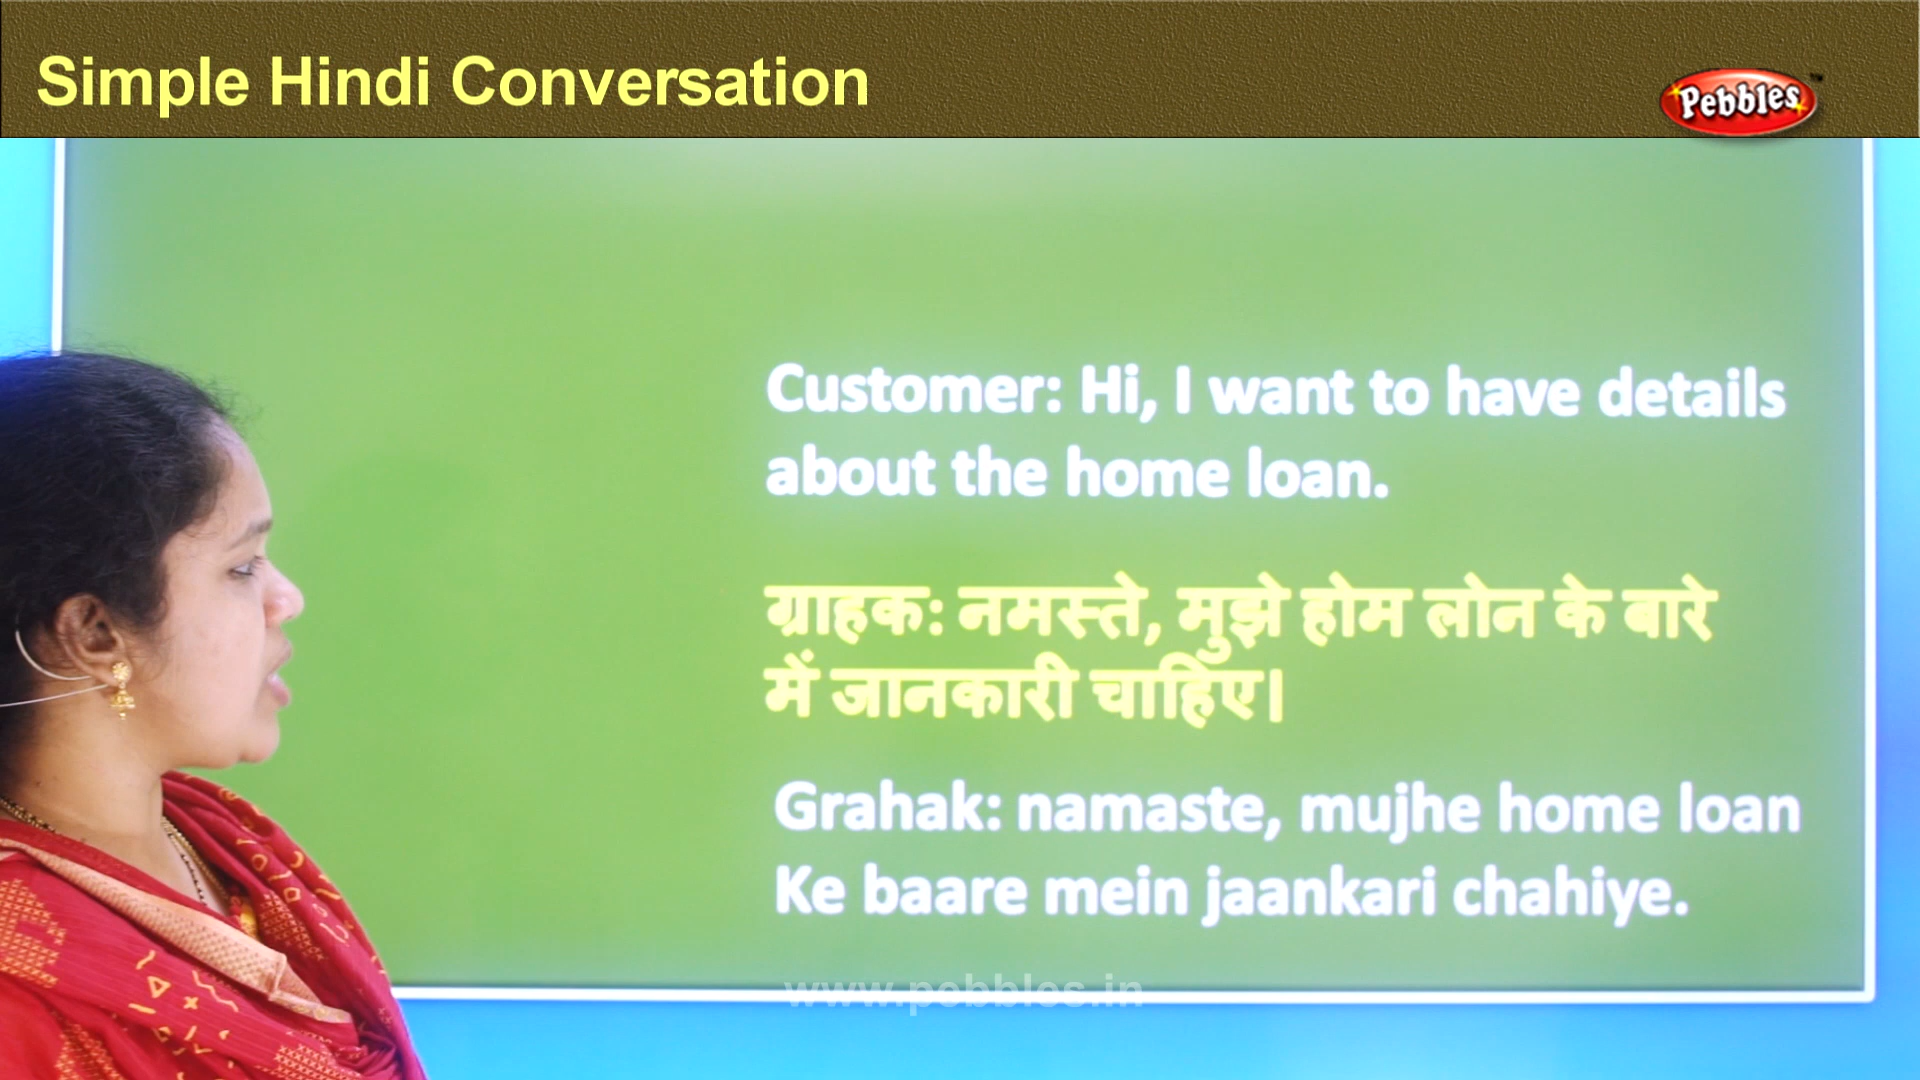 Simple Hindi Conversation
Pebbles
Customer: Hi, I want to have details
about the home loan.
ग्राहक: नमस्ते, मुझे होम लोन के बारे
में जानकारी चाहिए।
Grahak: namaste, mujhe home loan
Ke baare mein jaankari chahiye.
www.pebbles.in